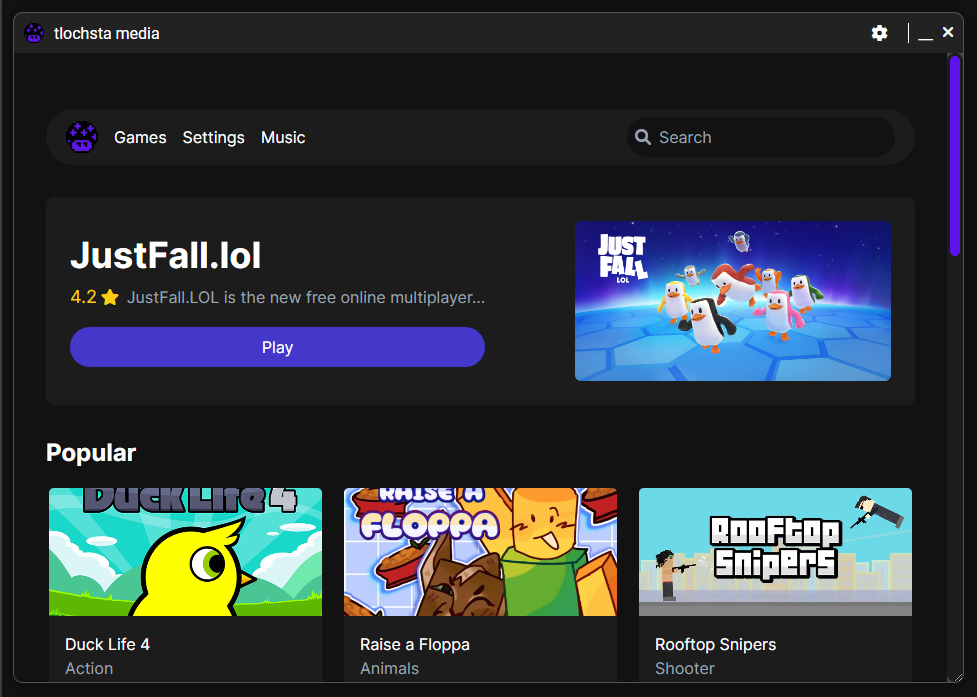 tlochsta media
Games Settings Music
Search
JustFall.lol
4.2 JustFall.LOL is the new free online multiplayer...
Play
JUST
FALL
LOL
Popular
DUCK LIFE 4
RAISE A
FLOPPA
ROOFTOP
SNIPERS
Duck Life 4
Action
Raise a Floppa
Animals
Rooftop Snipers
Shooter